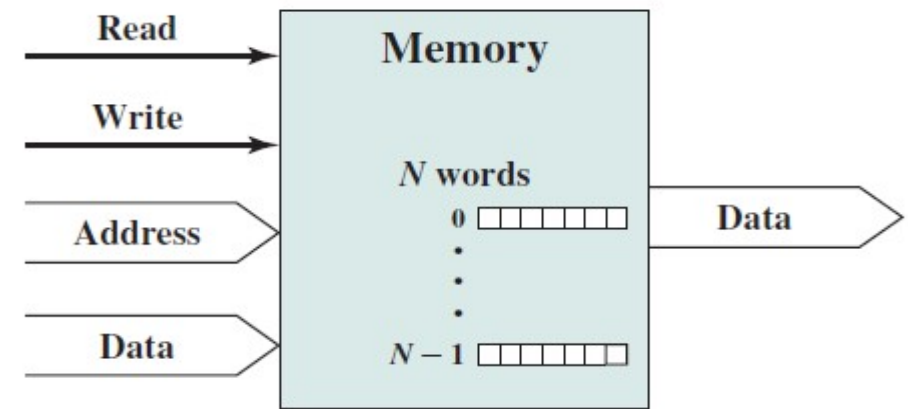 Read
Memory
Write
N words
Address
0
Data
Data
N – 1